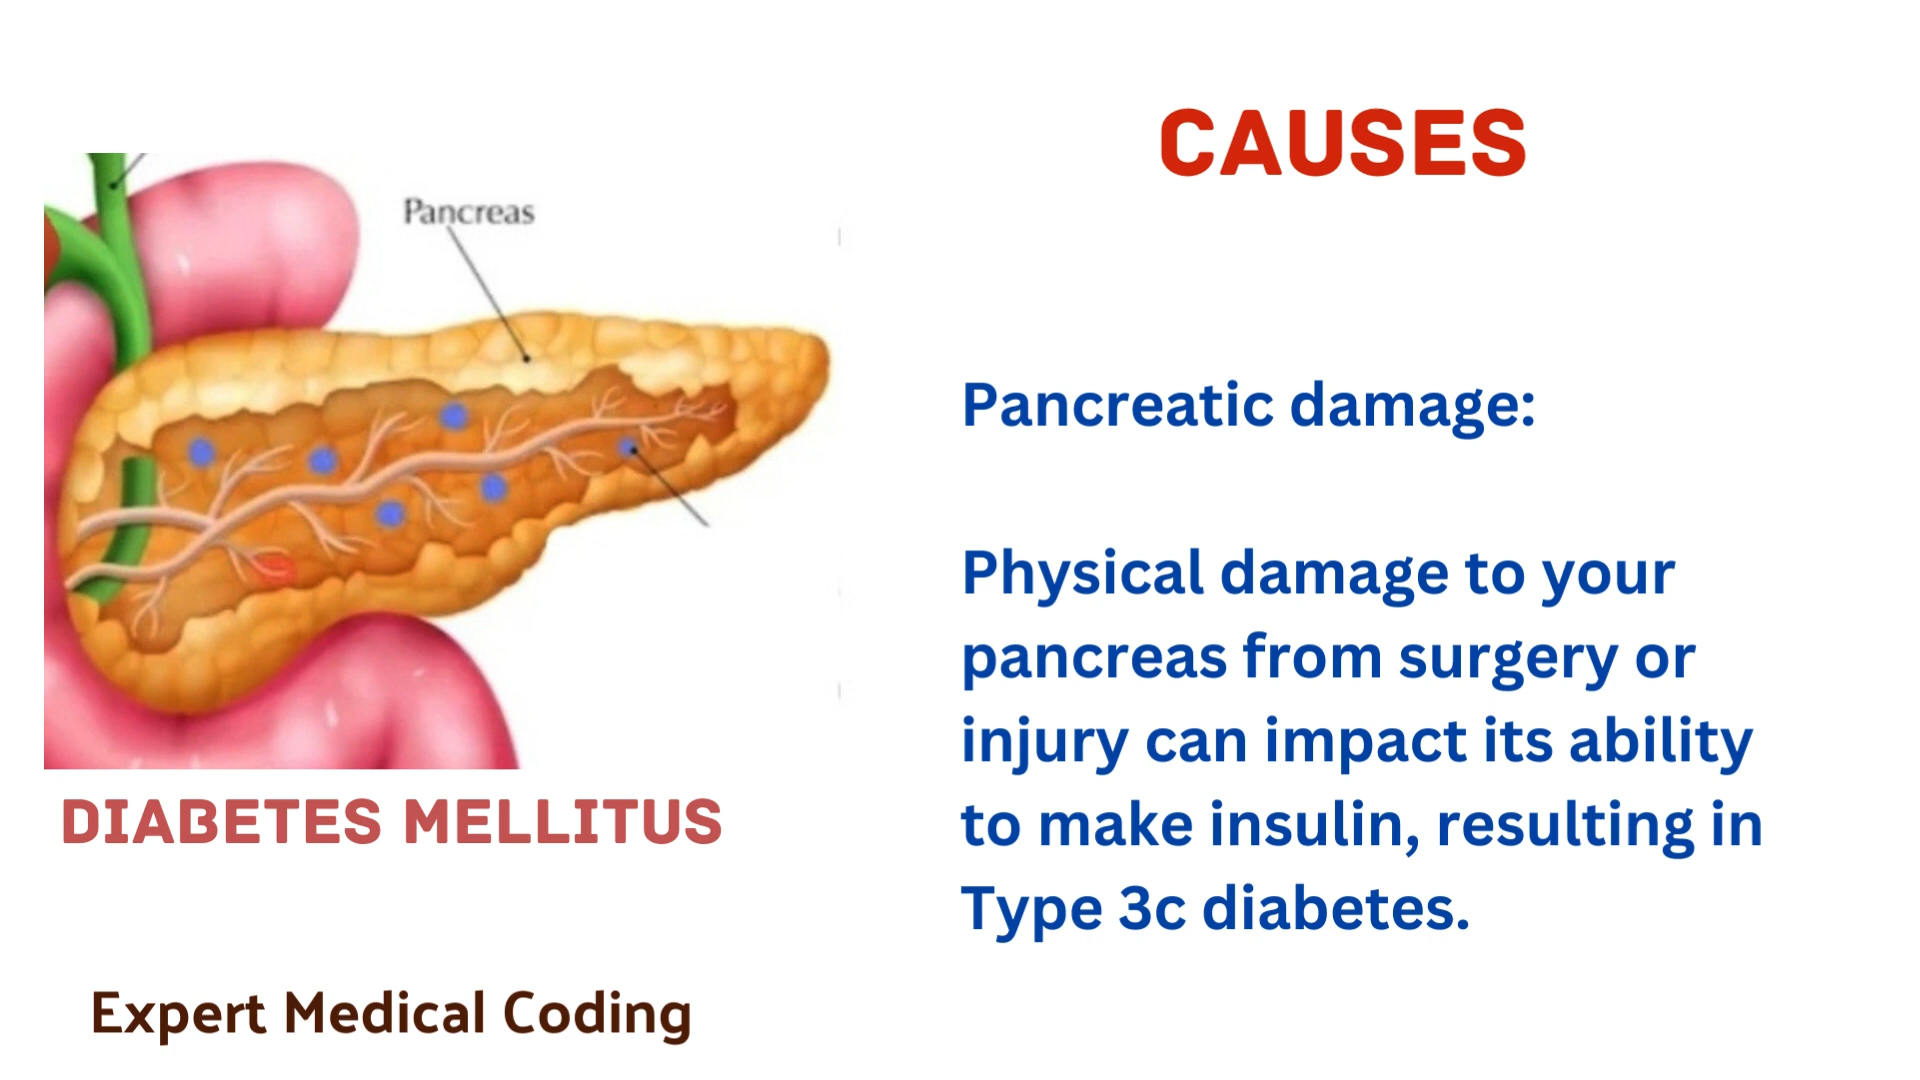 CAUSES
Pancreas
Pancreatic damage:
Physical damage to your
pancreas from surgery or
injury can impact its ability
to make insulin, resulting in
Type 3c diabetes.
DIABETES MELLITUS
Expert Medical Coding